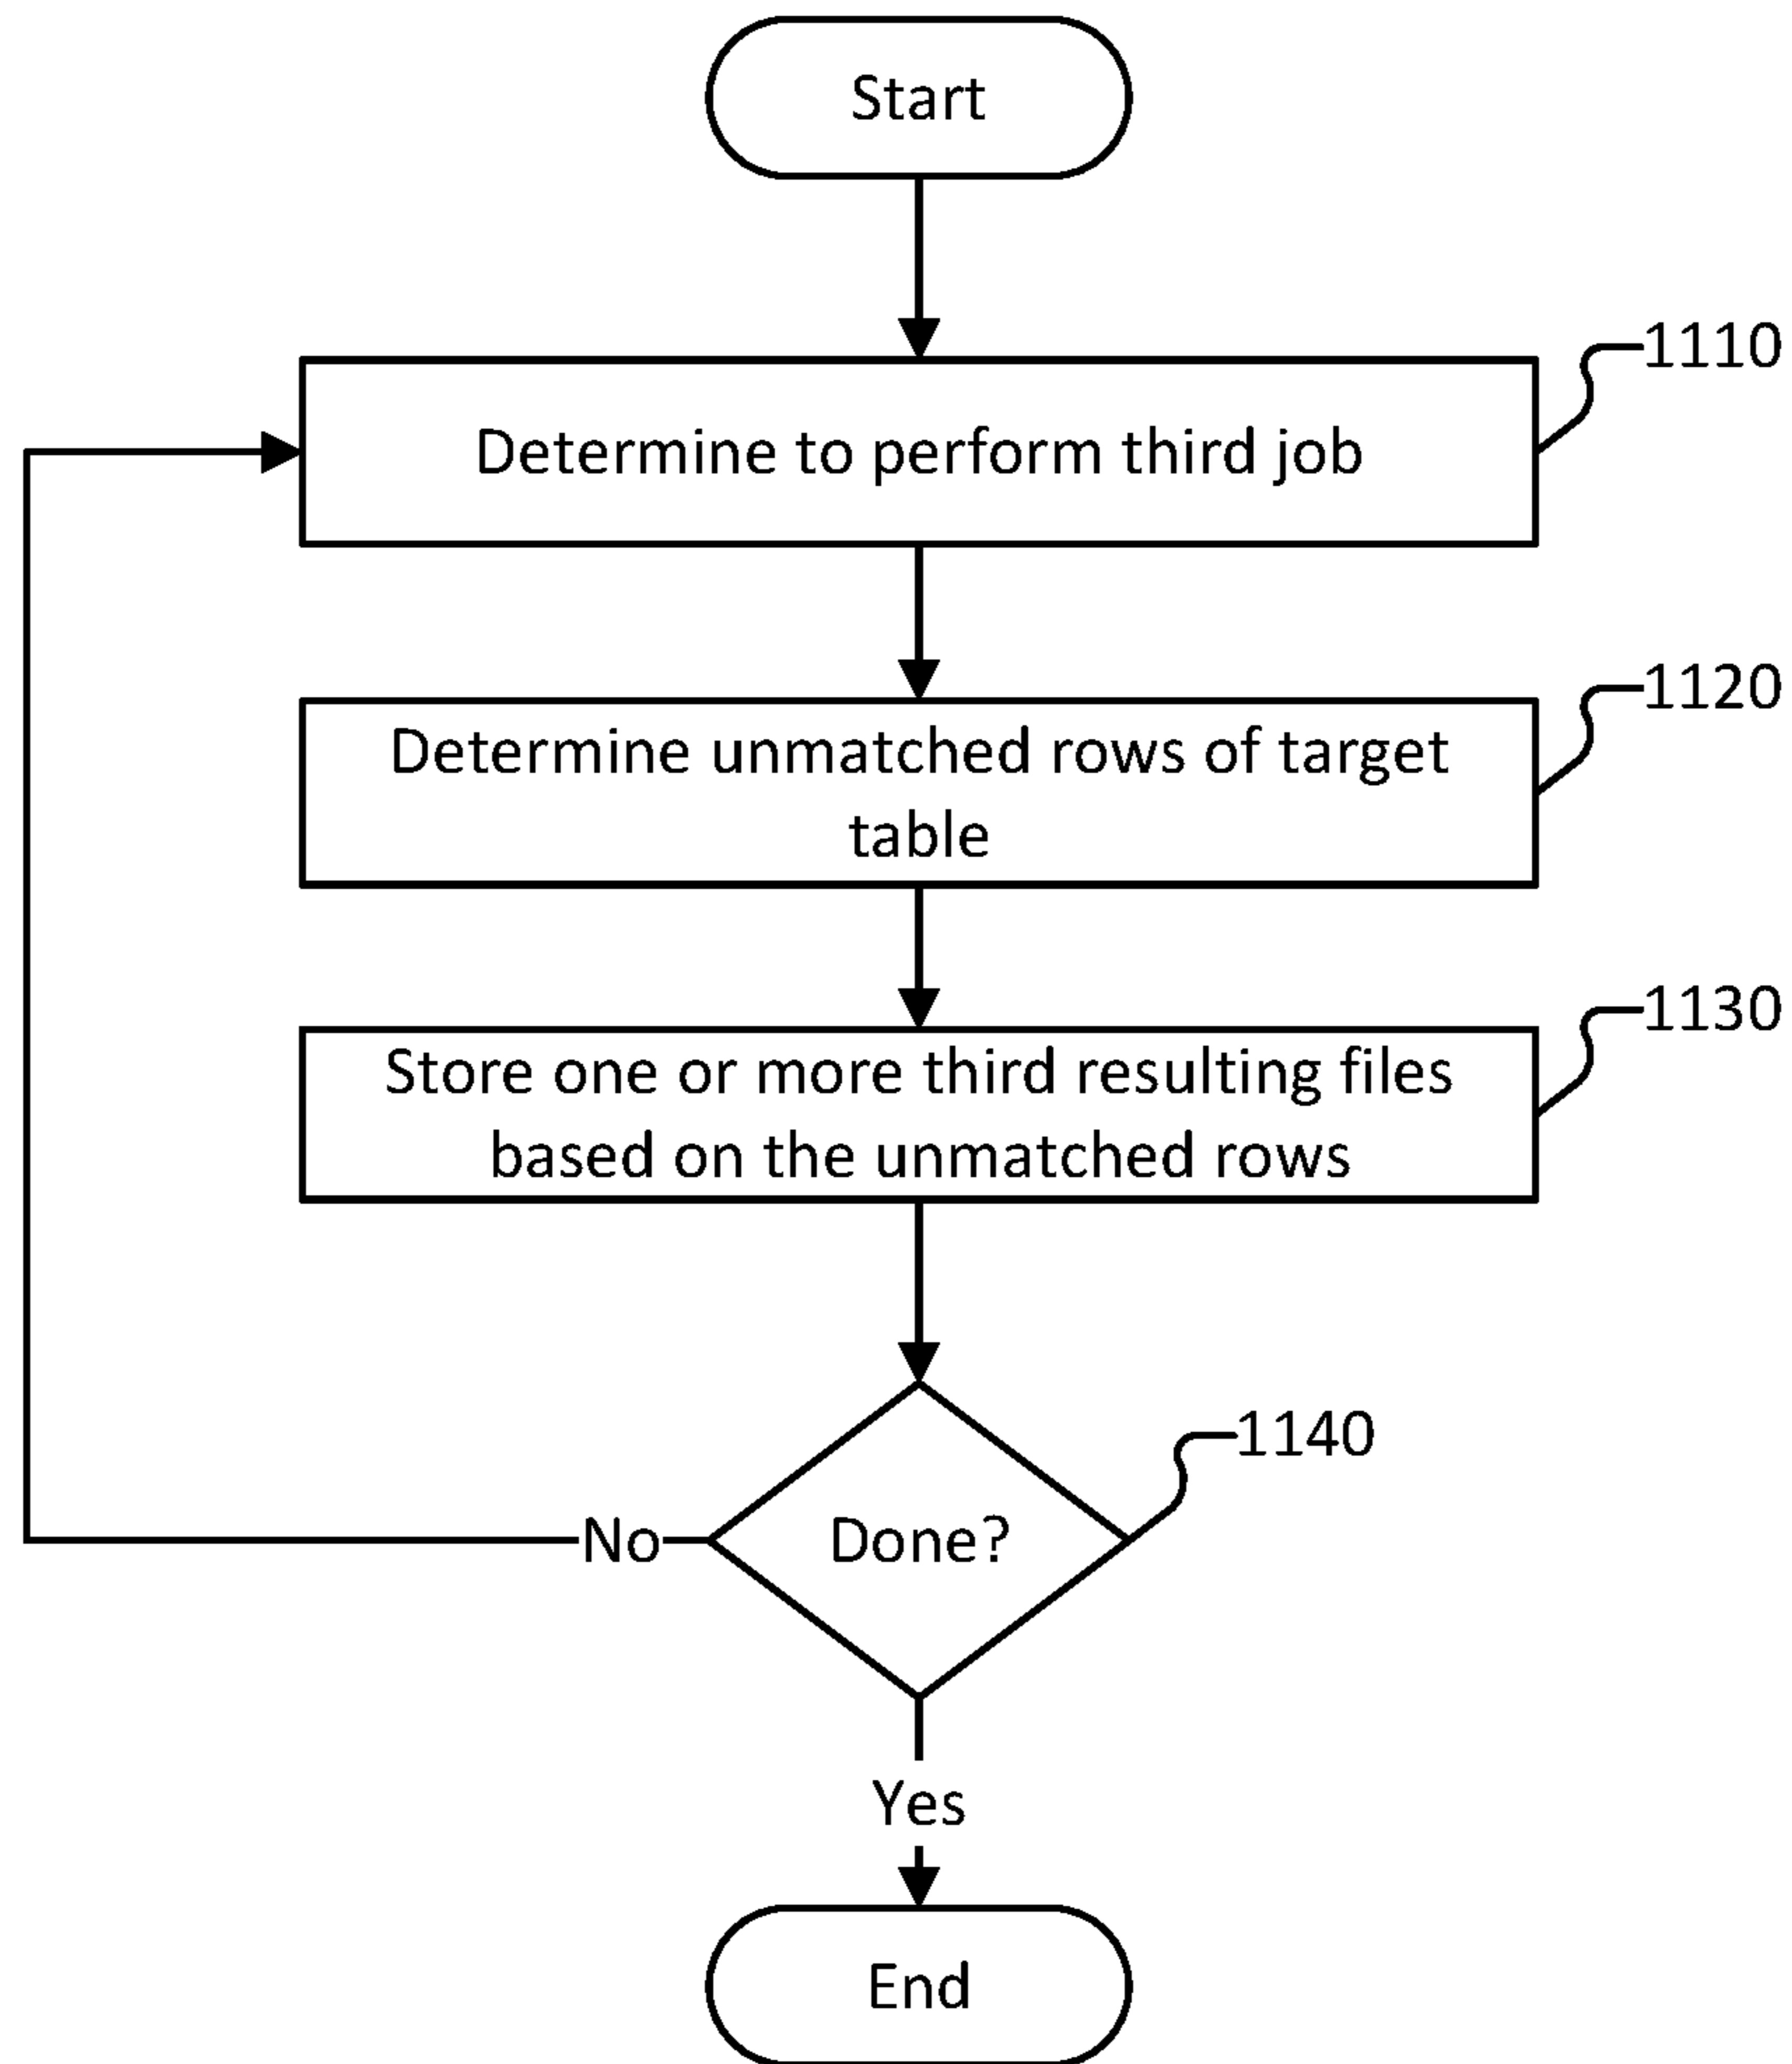 Start
1110
Determine to perform third job
1120
Determine unmatched rows of target
table
1130
Store one or more third resulting files
based on the unmatched rows
1140
Done?
No
Yes
End